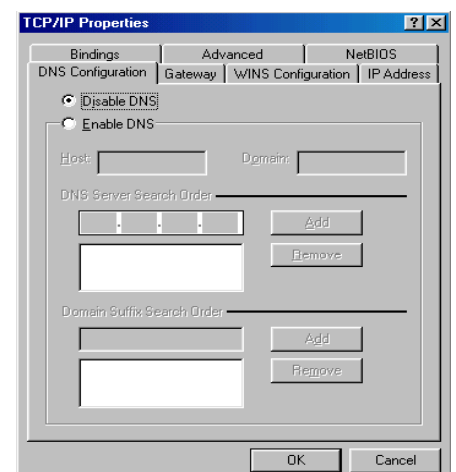 TCP/IP Properties
Bindings Advanced NetBIOS
DNS Configuration Gateway WINS Configuration IP Address
Disable DNS
Enable DNS
Host: Domain:
DNS Server Search Order
. . . Add
Remove
Domain Suffix Search Order
Add
Remove
OK Cancel